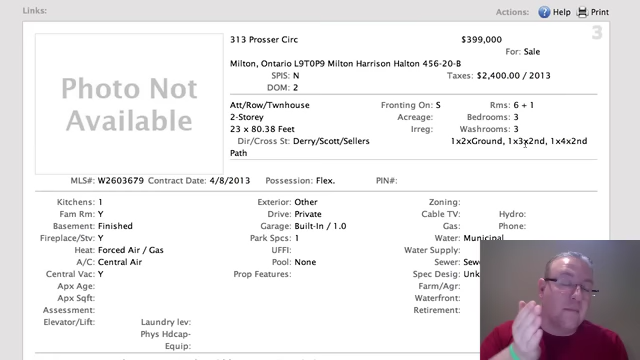 Links:
Actions: Help Print
3
Photo Not
Available
313 Prosser Circ $399,000
For: Sale
Milton, Ontario L9T0P9 Milton Harrison Halton 456-20-B
SPIS: N Taxes: $2,400.00 / 2013
DOM: 2
Att/Row/Twnhouse Fronting On: S Rms: 6 + 1
2-Storey Acreage: Bedrooms: 3
23 x 80.38 Feet Irreg: Washrooms: 3
Dir/Cross St: Derry/Scott/Sellers 1x2xGround, 1x3x2nd, 1x4x2nd
Path
MLS#: W2603679 Contract Date: 4/8/2013 Possession: Flex. PIN#:
Kitchens: 1 Exterior: Other Zoning:
Fam Rm: Y Drive: Private Cable TV: Hydro:
Basement: Finished Garage: Built-In / 1.0 Gas: Phone:
Fireplace/Stv: Y Park Spcs: 1 Water: Municipal
Heat: Forced Air / Gas UFFI: Water Supply:
A/C: Central Air Pool: None Sewer:
Central Vac: Y Prop Features: Spec Desig:
Apx Age: Farm/Agr:
Apx Sqft: Waterfront:
Assessment: Retirement:
Elevator/Lift: Laundry lev:
Phys Hdcap-
Equip: